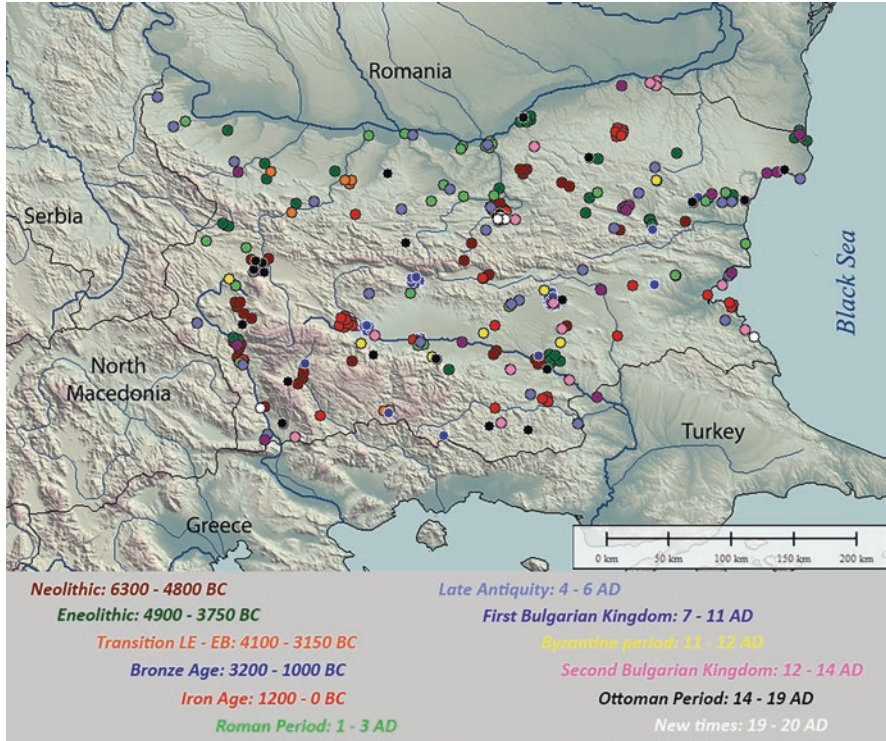 Romania
Serbia
Black Sea
North
Macedonia
Turkey
Greece
0 km 50 km 100 km 150 km 200 km
Neolithic: 6300 - 4800 BC
Eneolithic: 4900 - 3750 BC
Transition LE - EB: 4100 - 3150 BC
Bronze Age: 3200 - 1000 BC
Iron Age: 1200 - 0 BC
Roman Period: 1 - 3 AD
Late Antiquity: 4 - 6 AD
First Bulgarian Kingdom: 7 - 11 AD
Byzantine period: 11 - 12 AD
Second Bulgarian Kingdom: 12 - 14 AD
Ottoman Period: 14 - 19 AD
New times: 19 - 20 AD